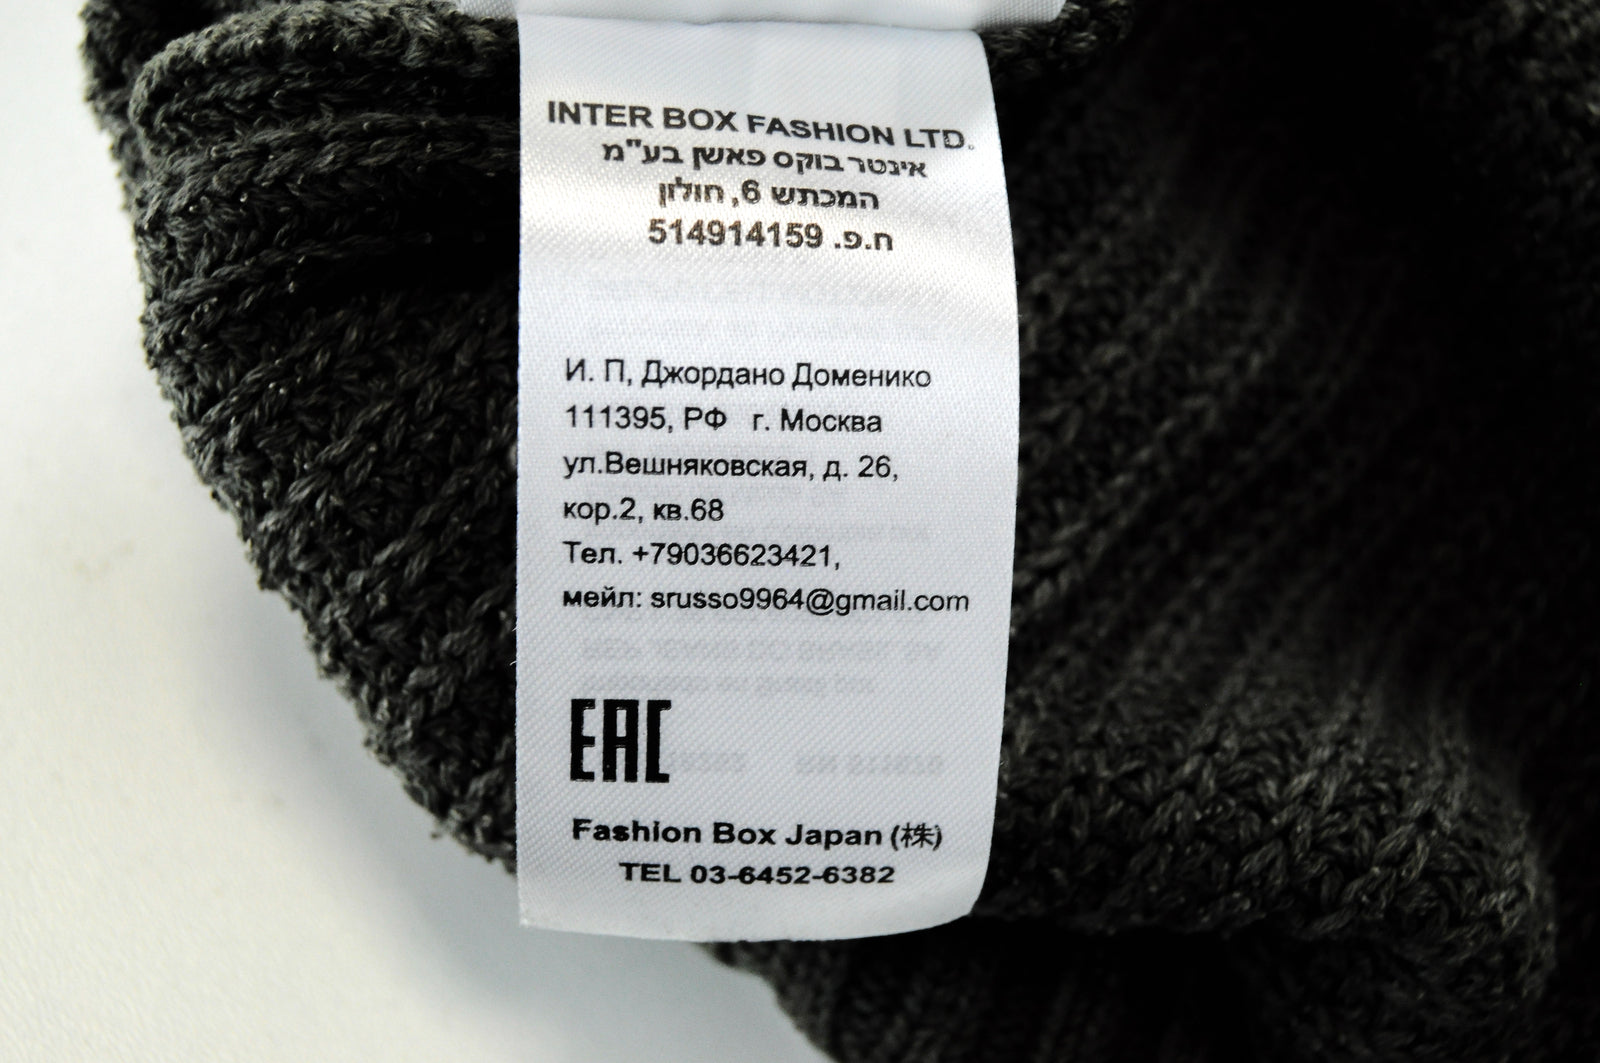 INTER BOX FASHION LTD.
אינטר בוקס פאשן בע"מ
המכתש 6, חולון
ח.פ. 514914159
И. П, Джордано Доменико
111395, РФ г. Москва
ул.Вешняковская, д. 26,
кор.2, кв.68
Тел. +79036623421,
мейл: srusso9964@gmail.com
EAC
Fashion Box Japan (株)
TEL 03-6452-6382